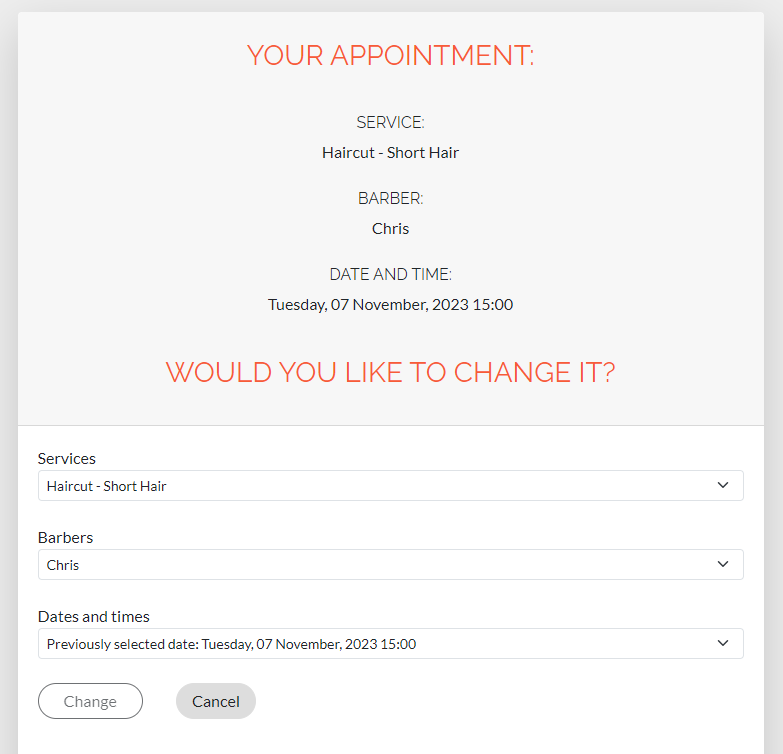 YOUR APPOINTMENT:
SERVICE:
Haircut - Short Hair
BARBER:
Chris
DATE AND TIME:
Tuesday, 07 November, 2023 15:00
WOULD YOU LIKE TO CHANGE IT?
Services
Haircut - Short Hair
Barbers
Chris
Dates and times
Previously selected date: Tuesday, 07 November, 2023 15:00
Change Cancel